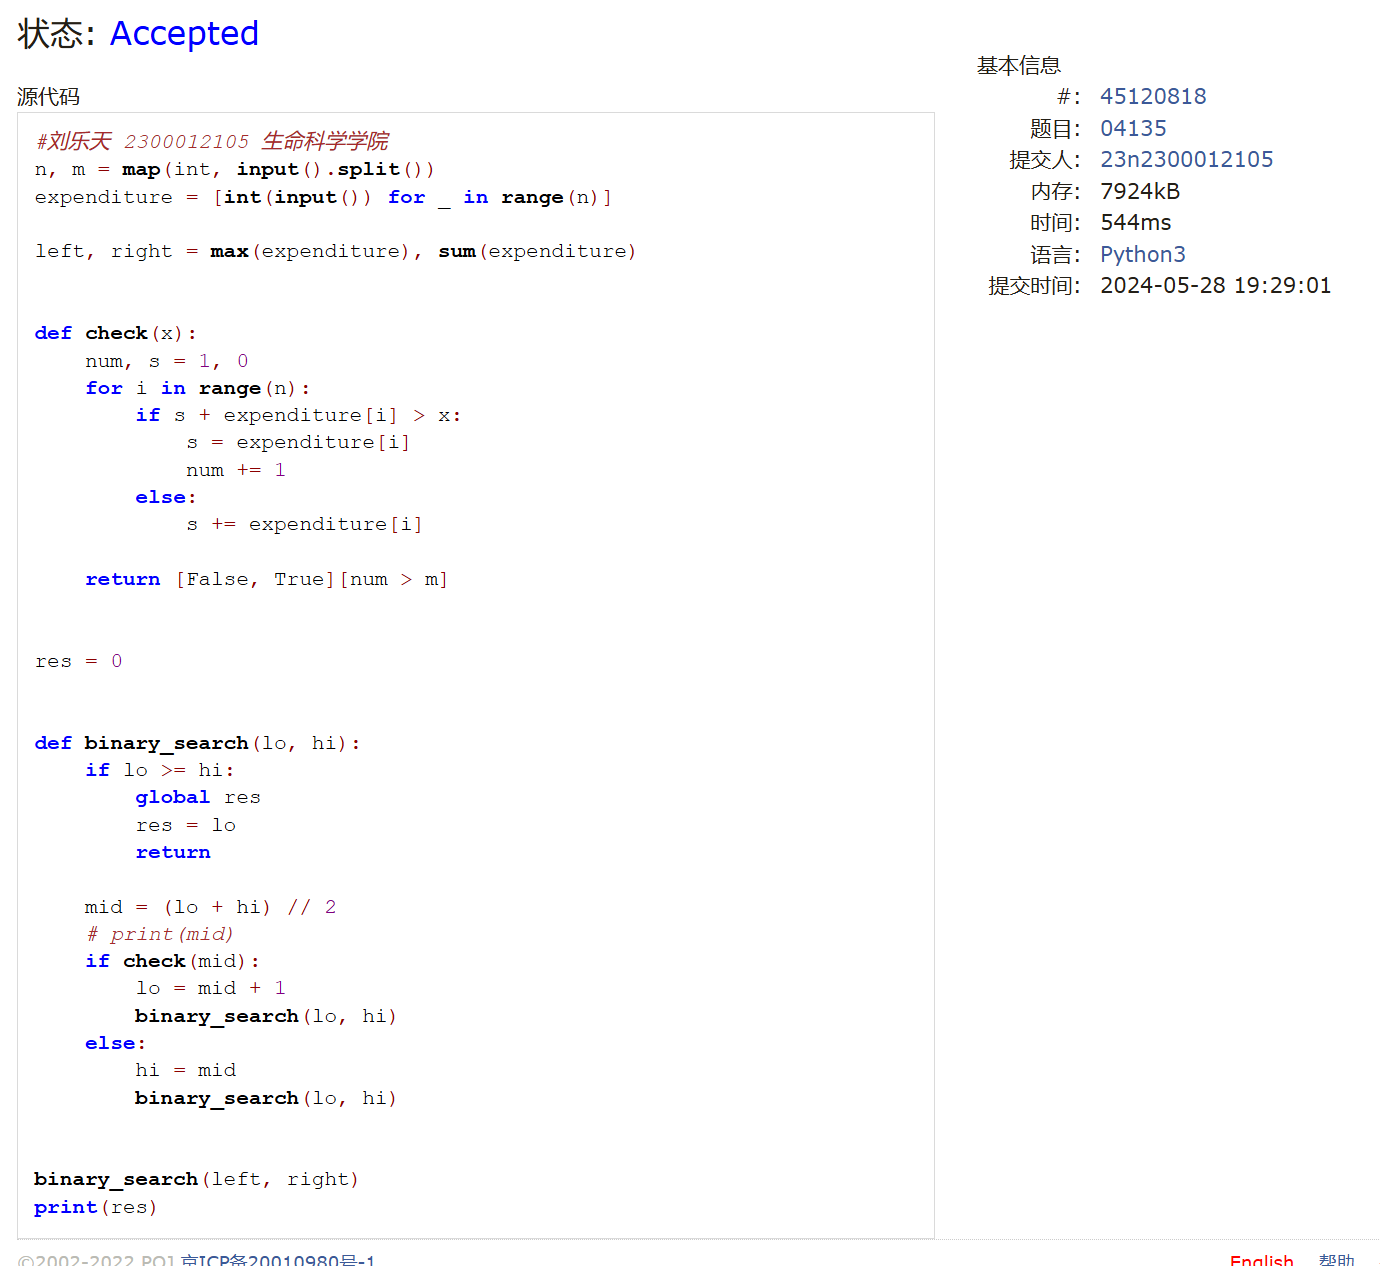 状态: Accepted
源代码
#刘乐天 2300012105 生命科学学院
n, m = map(int, input().split())
expenditure = [int(input()) for _ in range(n)]
left, right = max(expenditure), sum(expenditure)
def check(x):
    num, s = 1, 0
    for i in range(n):
        if s + expenditure[i] > x:
            s = expenditure[i]
            num += 1
        else:
            s += expenditure[i]
    return [False, True][num > m]
res = 0
def binary_search(lo, hi):
    if lo >= hi:
        global res
        res = lo
        return
    mid = (lo + hi) // 2
    # print(mid)
    if check(mid):
        lo = mid + 1
        binary_search(lo, hi)
    else:
        hi = mid
        binary_search(lo, hi)
binary_search(left, right)
print(res)
基本信息
#: 45120818
题目: 04135
提交人: 23n2300012105
内存: 7924kB
时间: 544ms
语言: Python3
提交时间: 2024-05-28 19:29:01
©2002-2022 POJ 京ICP备20010980号-1
English 帮助